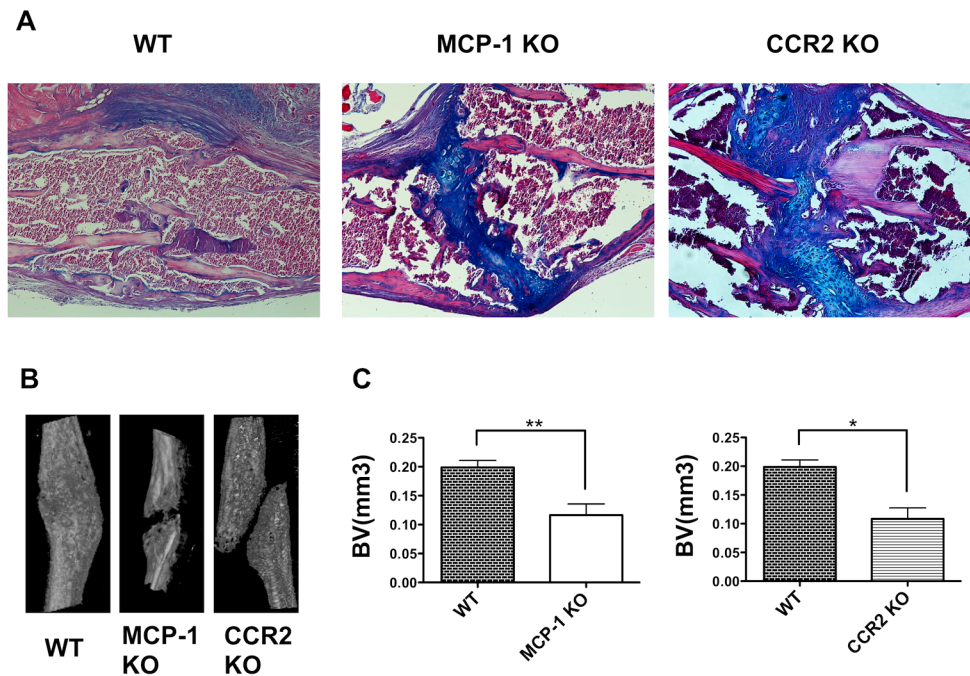 A
WT
MCP-1 KO
CCR2 KO
B
WT
MCP-1
KO
CCR2
KO
C
**
BV(mm3)
0.25
0.20
0.15
0.10
0.05
0.00
WT
MCP-1 KO
*
BV(mm3)
0.25
0.20
0.15
0.10
0.05
0.00
WT
CCR2 KO